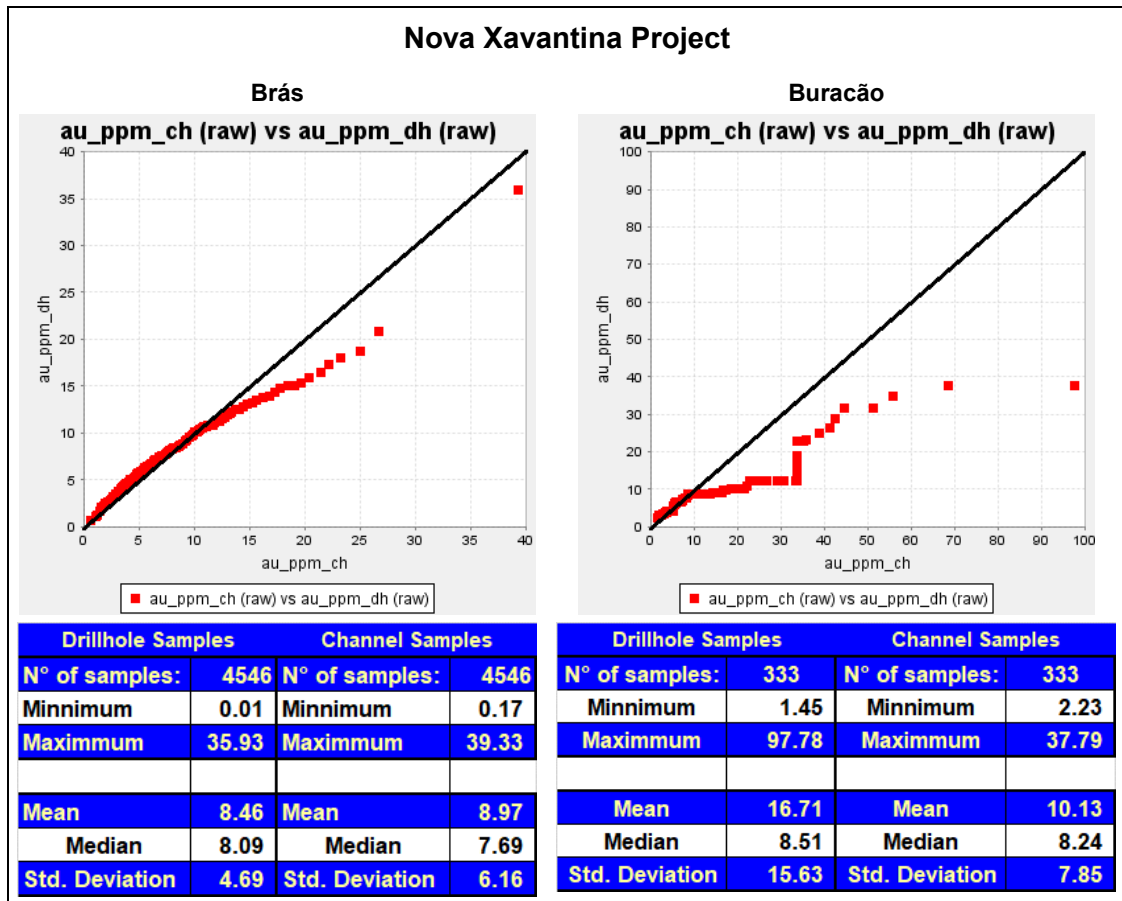 Nova Xavantina Project
Brás
au_ppm_ch (raw) vs au_ppm_dh (raw)
40
35
30
25
20
15
10
5
0
au_ppm_dh
0 5 10 15 20 25 30 35 40
au_ppm_ch
au_ppm_ch (raw) vs au_ppm_dh (raw)
Drillhole Samples Channel Samples
N° of samples: 4546 N° of samples: 4546
Minnimum 0.01 Minnimum 0.17
Maximmum 35.93 Maximmum 39.33
Mean 8.46 Mean 8.97
Median 8.09 Median 7.69
Std. Deviation 4.69 Std. Deviation 6.16
Buracão
au_ppm_ch (raw) vs au_ppm_dh (raw)
100
90
80
70
60
50
40
30
20
10
0
au_ppm_dh
0 10 20 30 40 50 60 70 80 90 100
au_ppm_ch
au_ppm_ch (raw) vs au_ppm_dh (raw)
Drillhole Samples Channel Samples
N° of samples: 333 N° of samples: 333
Minnimum 1.45 Minnimum 2.23
Maximmum 97.78 Maximmum 37.79
Mean 16.71 Mean 10.13
Median 8.51 Median 8.24
Std. Deviation 15.63 Std. Deviation 7.85